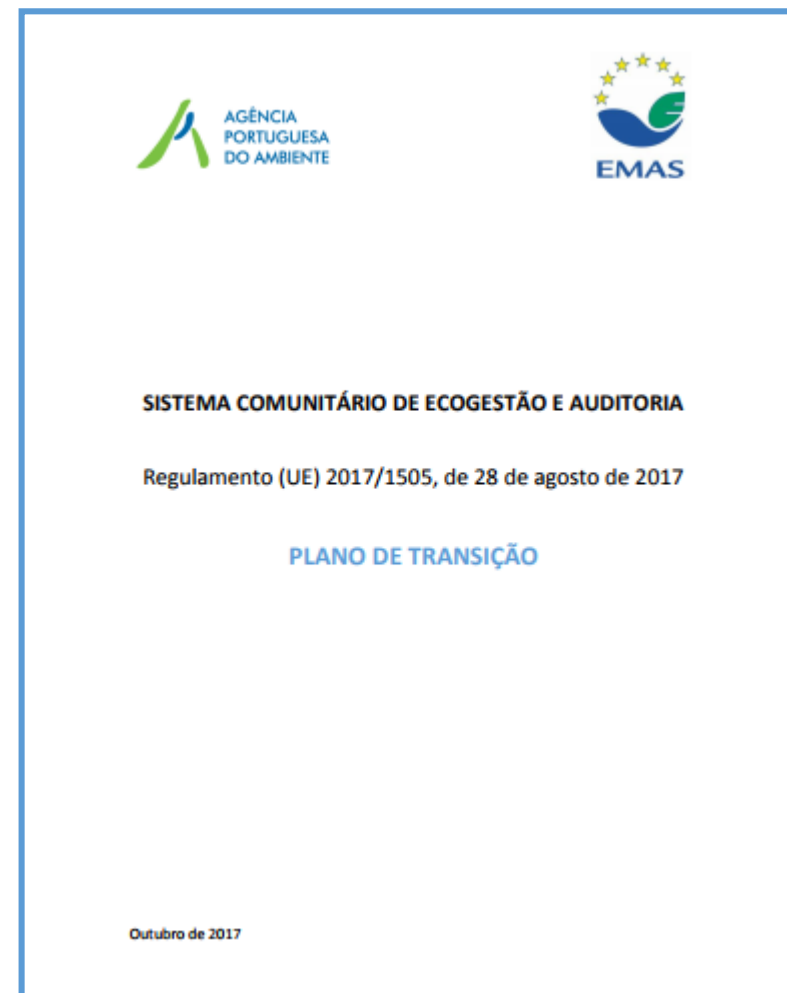 AGÊNCIA
PORTUGUESA
DO AMBIENTE
EMAS
SISTEMA COMUNITÁRIO DE ECOGESTÃO E AUDITORIA
Regulamento (UE) 2017/1505, de 28 de agosto de 2017
PLANO DE TRANSIÇÃO
Outubro de 2017